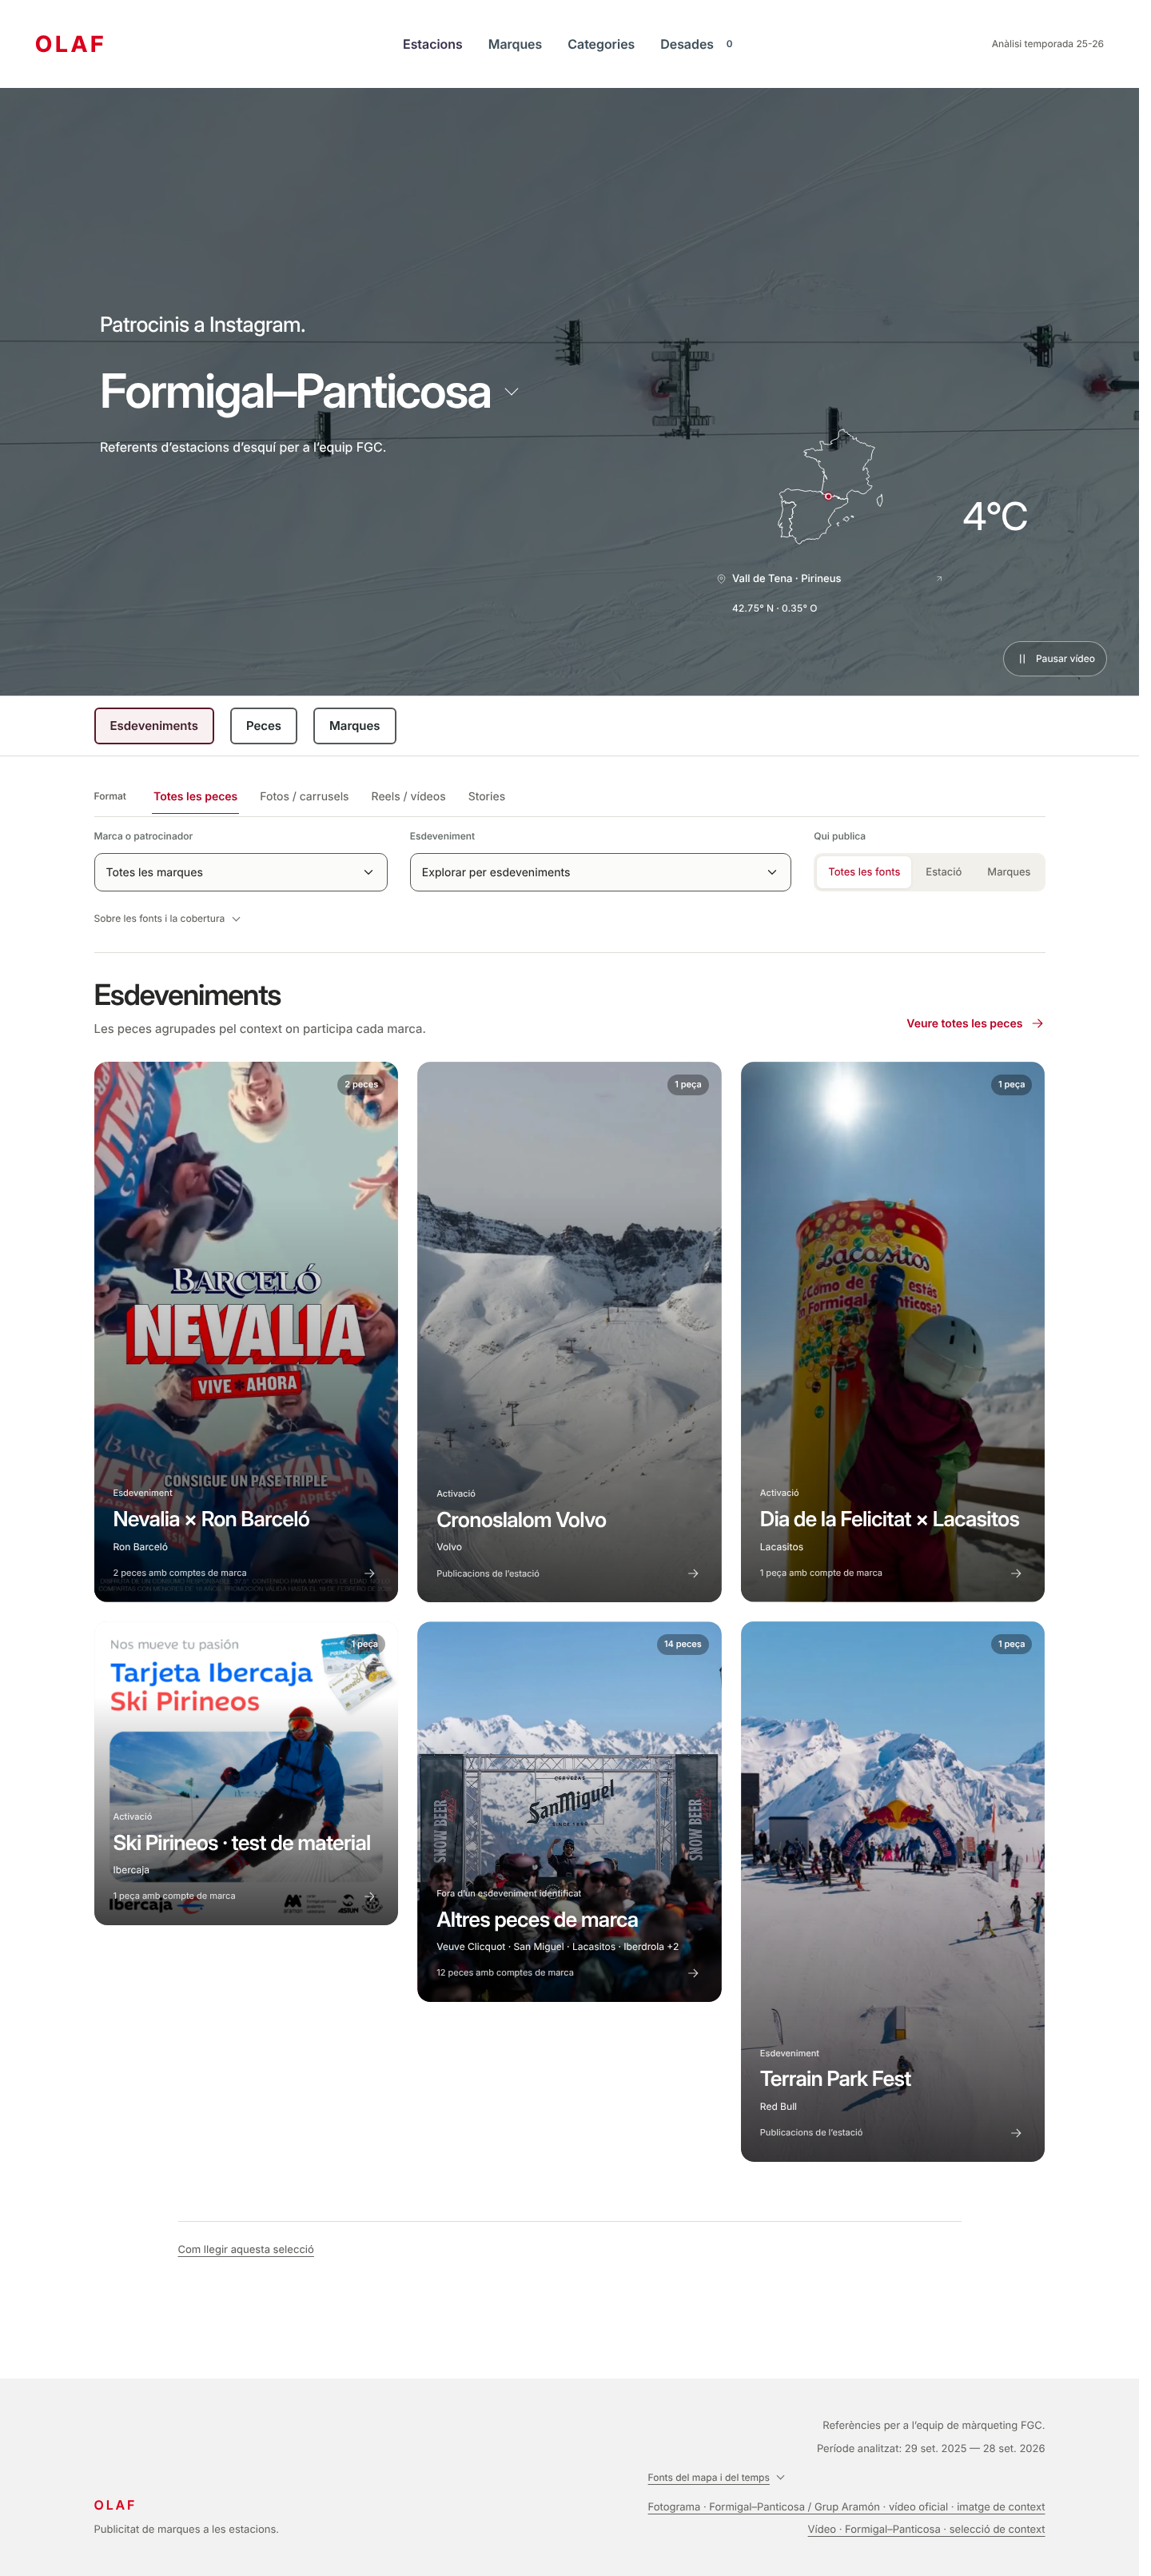 OLAF
Estacions
Marques
Categories
Desades 0
Anàlisi temporada 25-26
Patrocinis a Instagram.
Formigal–Panticosa
Referents d’estacions d’esquí per a l’equip FGC.
4°C
Vall de Tena · Pirineus
42.75° N · 0.35° O
Pausar vídeo
Esdeveniments
Peces
Marques
Format
Totes les peces
Fotos / carrusels
Reels / vídeos
Stories
Marca o patrocinador
Esdeveniment
Qui publica
Totes les marques
Explorar per esdeveniments
Totes les fonts
Estació
Marques
Sobre les fonts i la cobertura
Esdeveniments
Les peces agrupades pel context on participa cada marca.
Veure totes les peces
2 peces
BARCELÓ
NEVALIA
VIVE AHORA
CONSIGUE UN PASE TRIPLE
Esdeveniment
Nevalia × Ron Barceló
Ron Barceló
2 peces amb comptes de marca
1 peça
Activació
Cronoslalom Volvo
Volvo
Publicacions de l’estació
1 peça
Lacasitos
¿Cómo de
estás
en Formigal
Activació
Dia de la Felicitat × Lacasitos
Lacasitos
1 peça amb compte de marca
1 peça
Nos mueve tu pasión
Tarjeta Ibercaja
Ski Pirineos
Activació
Ski Pirineos · test de material
Ibercaja
1 peça amb compte de marca
Ibercaja
14 peces
CERVEZAS
San Miguel
SINCE 1890
SNOW BEER
SNOW BEER
Fora d’un esdeveniment identificat
Altres peces de marca
Veuve Clicquot · San Miguel · Lacasitos · Iberdrola +2
12 peces amb comptes de marca
1 peça
Red Bull
Esdeveniment
Terrain Park Fest
Red Bull
Publicacions de l’estació
Com llegir aquesta selecció
Referències per a l’equip de màrqueting FGC.
Període analitzat: 29 set. 2025 — 28 set. 2026
Fonts del mapa i del temps
OLAF
Publicitat de marques a les estacions.
Fotograma · Formigal–Panticosa / Grup Aramón · vídeo oficial · imatge de context
Vídeo · Formigal–Panticosa · selecció de context